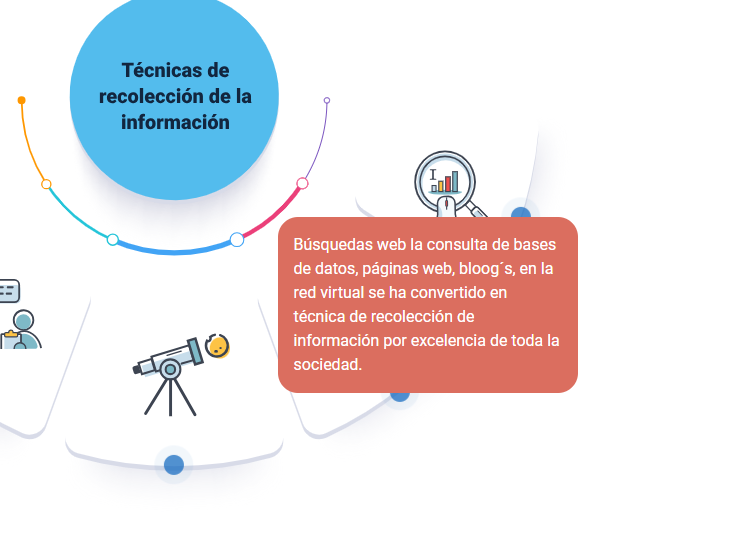 Técnicas de
recolección de la
información
Búsquedas web la consulta de bases
de datos, páginas web, bloog´s, en la
red virtual se ha convertido en
técnica de recolección de
información por excelencia de toda la
sociedad.